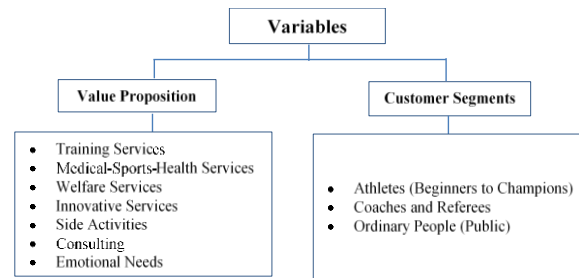 Variables
Value Proposition
• Training Services
• Medical-Sports-Health Services
• Welfare Services
• Innovative Services
• Side Activities
• Consulting
• Emotional Needs
Customer Segments
• Athletes (Beginners to Champions)
• Coaches and Referees
• Ordinary People (Public)